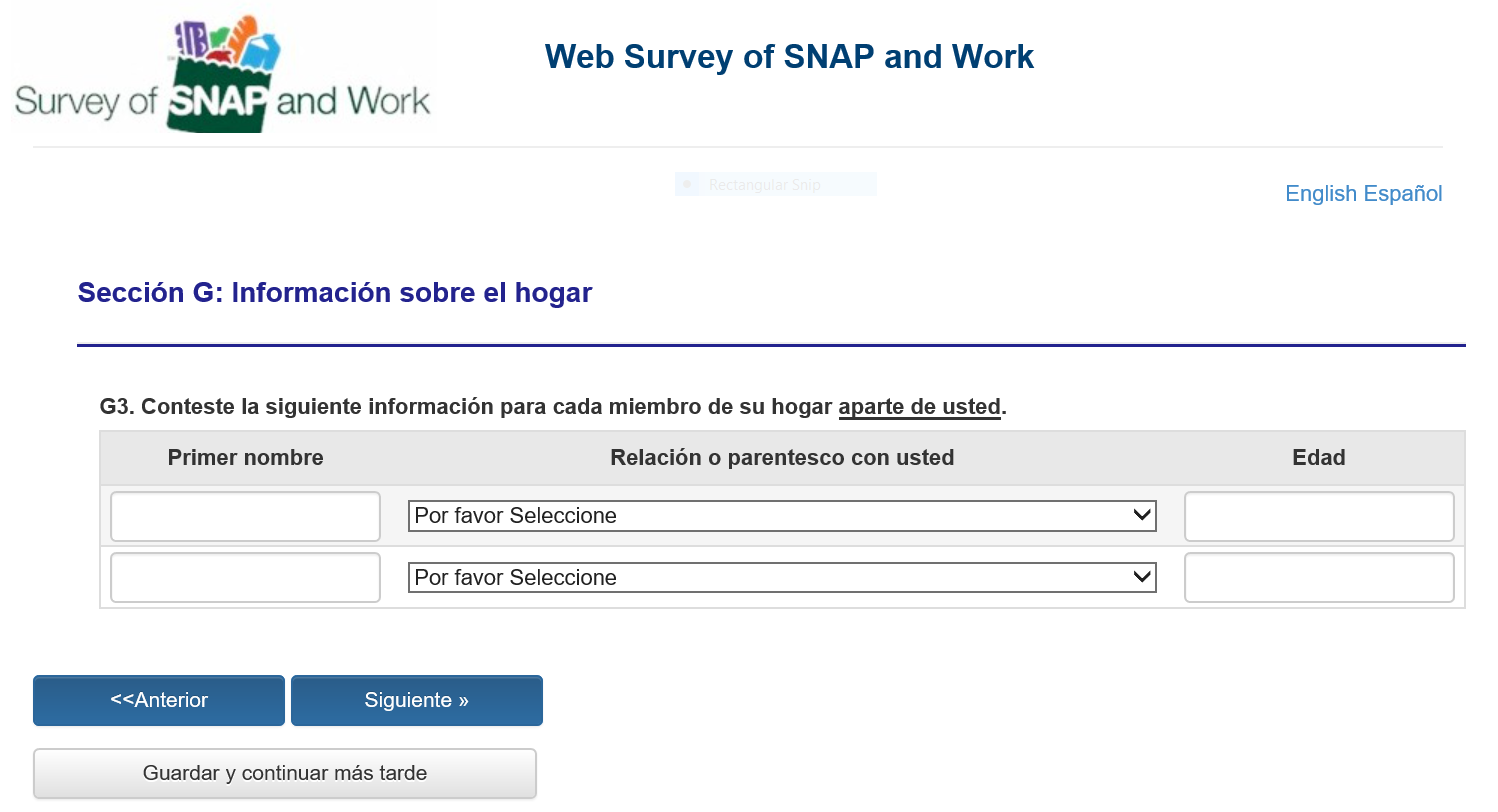 Survey of SNAP and Work
Web Survey of SNAP and Work
Rectangular Snip
English Español
Sección G: Información sobre el hogar
G3. Conteste la siguiente información para cada miembro de su hogar aparte de usted.
Primer nombre Relación o parentesco con usted Edad
Por favor Seleccione
Por favor Seleccione
<<Anterior Siguiente »
Guardar y continuar más tarde